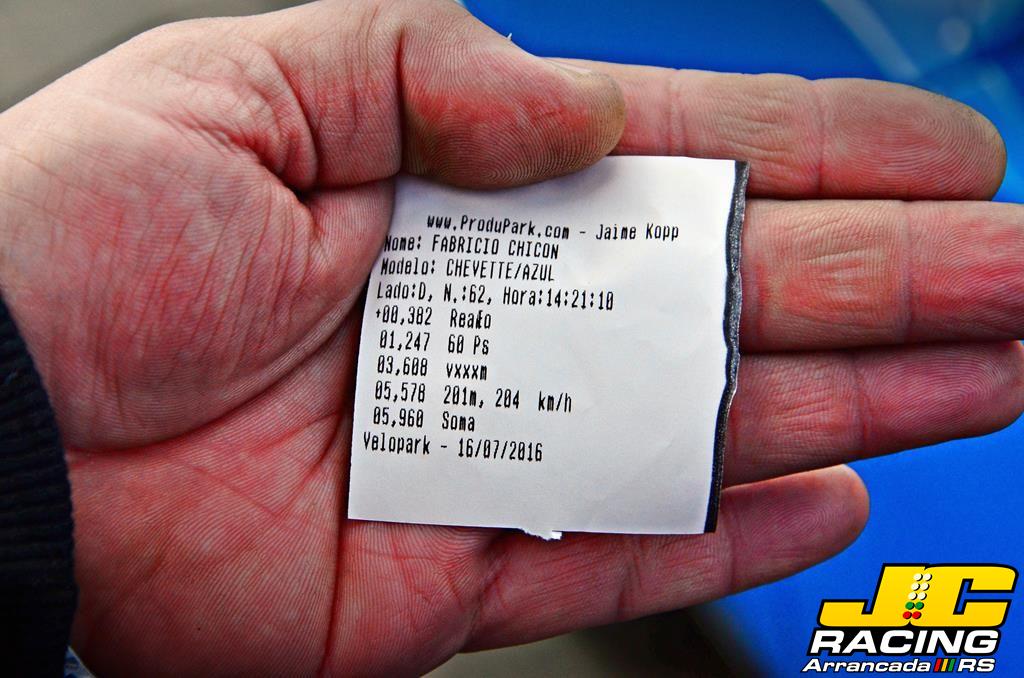 www.ProduPark.com - Jaime Kopp
Nome: FABRICIO CHICON
Modelo: CHEVETTE/AZUL
Lado:D, N.:62, Hora:14:21:10
+00,382 Rea
01,247 60 Ps
03,608 vxxxm
05,578 201m, 204 km/h
05,960 Soma
Velopark - 16/07/2016
JC
RACING
Arrancada RS